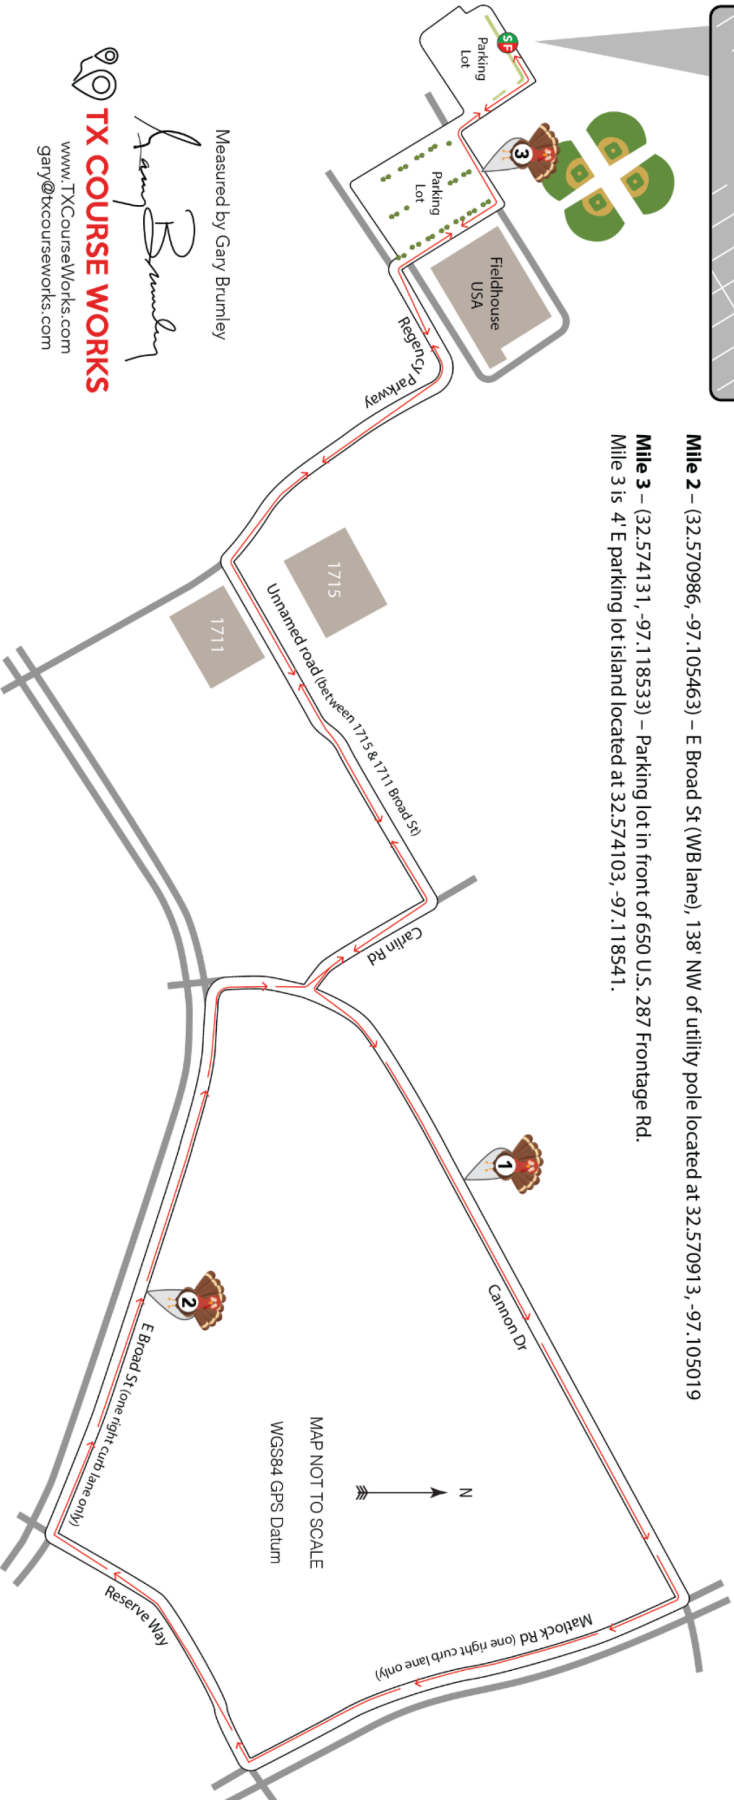 Mile 2 – (32.570986, -97.105463) – E Broad St (WB lane), 138' NW of utility pole located at 32.570913, -97.105019
Mile 3 – (32.574131, -97.118533) – Parking lot in front of 650 U.S. 287 Frontage Rd.
Mile 3 is 4' E parking lot island located at 32.574103, -97.118541.
S F
Parking
Lot
3
Parking
Lot
Fieldhouse
USA
Regency Parkway
1715
1711
Unnamed road (between 1715 & 1711 Broad St)
Carlin Rd
1
Cannon Dr
2
E Broad St (one right curb lane only)
Matlock Rd (one right curb lane only)
Reserve Way
N
MAP NOT TO SCALE
WGS84 GPS Datum
Measured by Gary Brumley
Gary Brumley
TX COURSE WORKS
www.TXCourseWorks.com
gary@txcourseworks.com